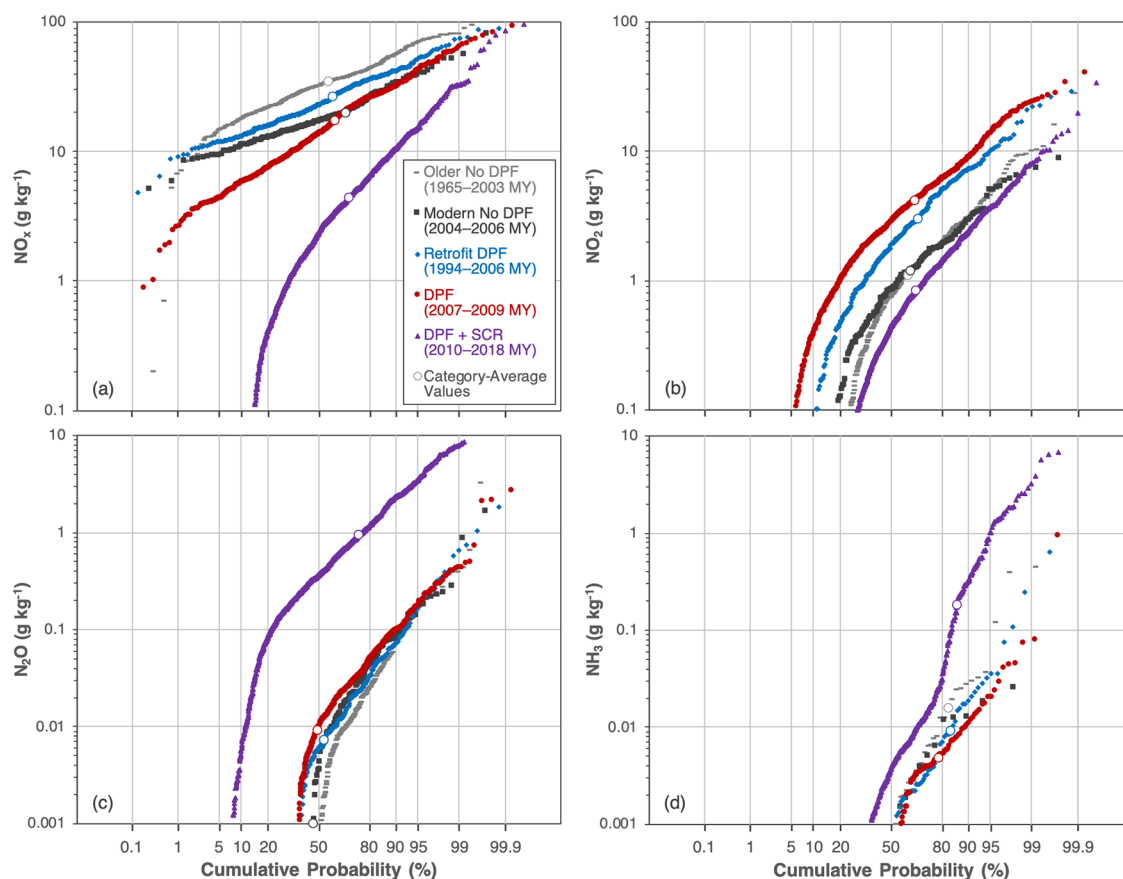 100
10
1
0.1
NOx (g kg⁻¹)
(a)
Older No DPF
(1965–2003 MY)
Modern No DPF
(2004–2006 MY)
Retrofit DPF
(1994–2006 MY)
DPF
(2007–2009 MY)
DPF + SCR
(2010–2018 MY)
Category-Average
Values
100
10
1
0.1
NO₂ (g kg⁻¹)
(b)
10
1
0.1
0.01
0.001
N₂O (g kg⁻¹)
(c)
0.1 1 5 10 20 50 80 90 95 99 99.9
Cumulative Probability (%)
10
1
0.1
0.01
0.001
NH₃ (g kg⁻¹)
(d)
0.1 1 5 10 20 50 80 90 95 99 99.9
Cumulative Probability (%)